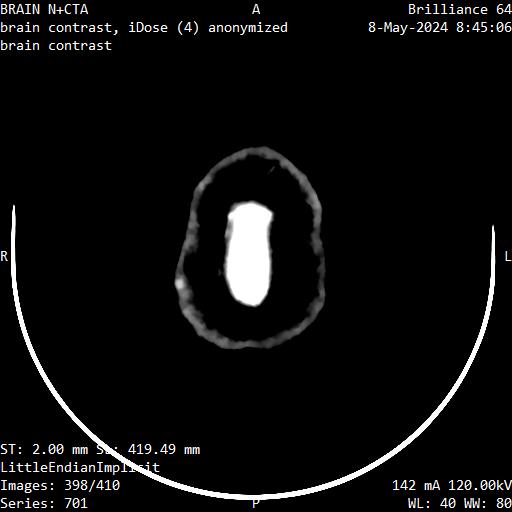 BRAIN N+CTA
A
Brilliance 64
brain contrast, iDose (4) anonymized
8-May-2024 8:45:06
brain contrast
R
L
ST: 2.00 mm SL: 419.49 mm
LittleEndianImplicit
Images: 398/410
142 mA 120.00kV
Series: 701
P
WL: 40 WW: 80